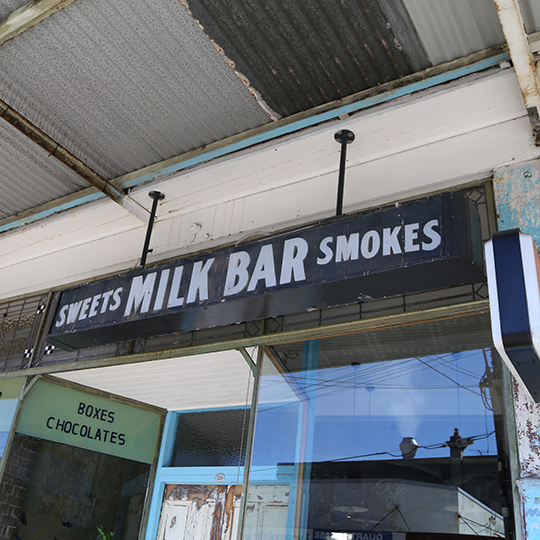 SWEETS MILK BAR SMOKES
BOXES
CHOCOLATES